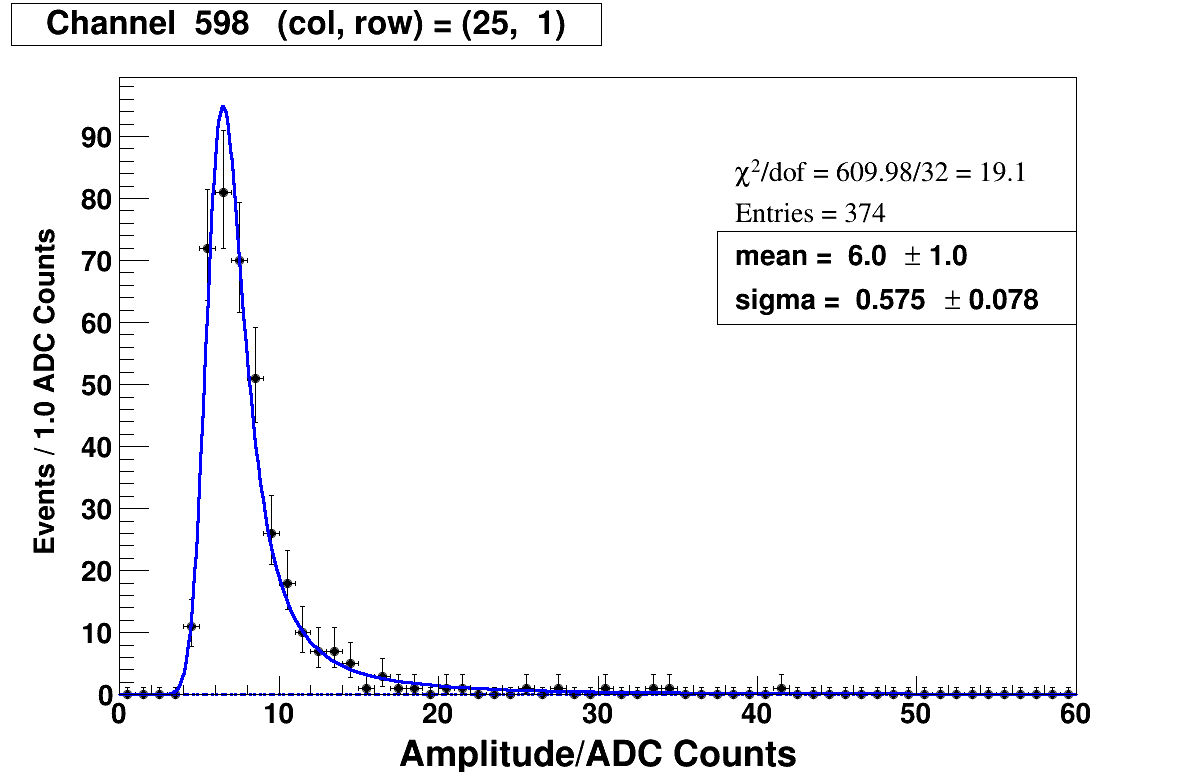 Channel 598 (col, row) = (25, 1)
χ²/dof = 609.98/32 = 19.1
Entries = 374
mean = 6.0 ± 1.0
sigma = 0.575 ± 0.078
Events / 1.0 ADC Counts
90
80
70
60
50
40
30
20
10
0
0 10 20 30 40 50 60
Amplitude/ADC Counts